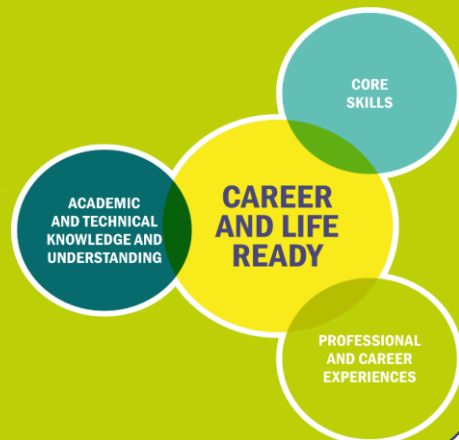 CORE
SKILLS
ACADEMIC
AND TECHNICAL
KNOWLEDGE AND
UNDERSTANDING
CAREER
AND LIFE
READY
PROFESSIONAL
AND CAREER
EXPERIENCES